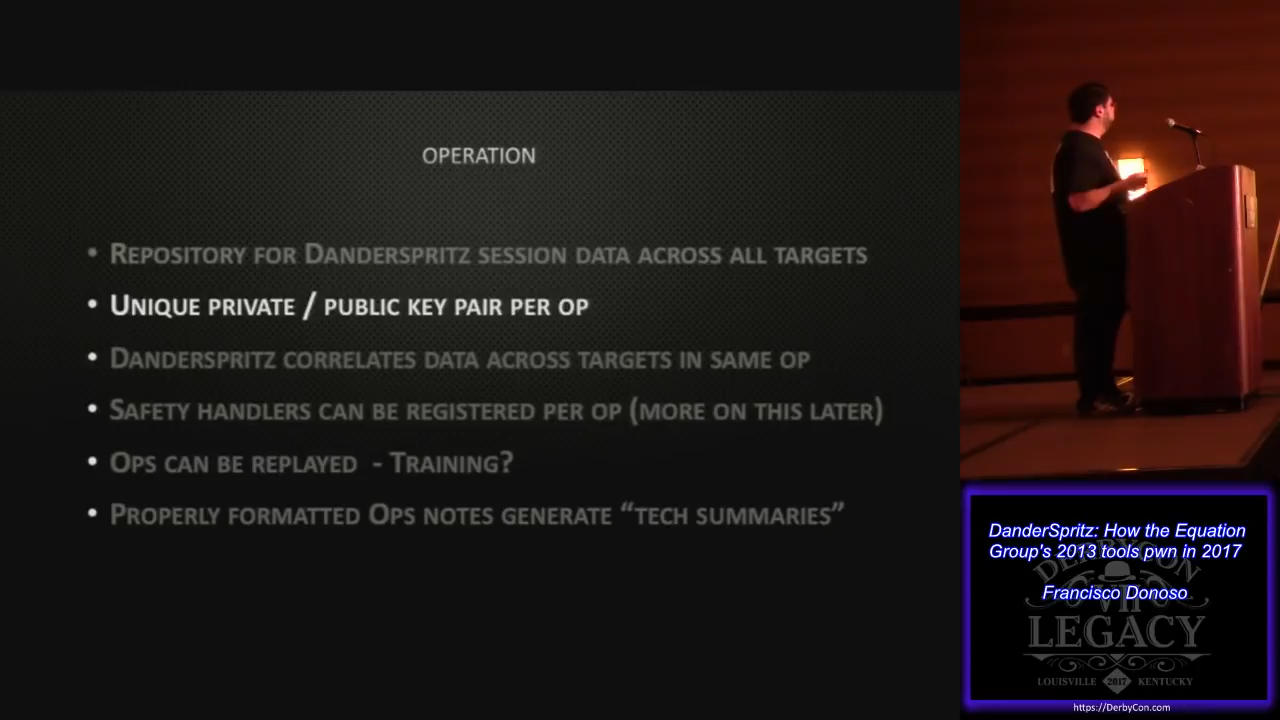 OPERATION
• REPOSITORY FOR DANDERSPRITZ SESSION DATA ACROSS ALL TARGETS
• UNIQUE PRIVATE / PUBLIC KEY PAIR PER OP
• DANDERSPRITZ CORRELATES DATA ACROSS TARGETS IN SAME OP
• SAFETY HANDLERS CAN BE REGISTERED PER OP (MORE ON THIS LATER)
• OPS CAN BE REPLAYED - TRAINING?
• PROPERLY FORMATTED OPS NOTES GENERATE “TECH SUMMARIES”
DanderSpritz: How the Equation
Group's 2013 tools pwn in 2017
Francisco Donoso
DERBYCON
VII
LEGACY
LOUISVILLE 2017 KENTUCKY
https://DerbyCon.com